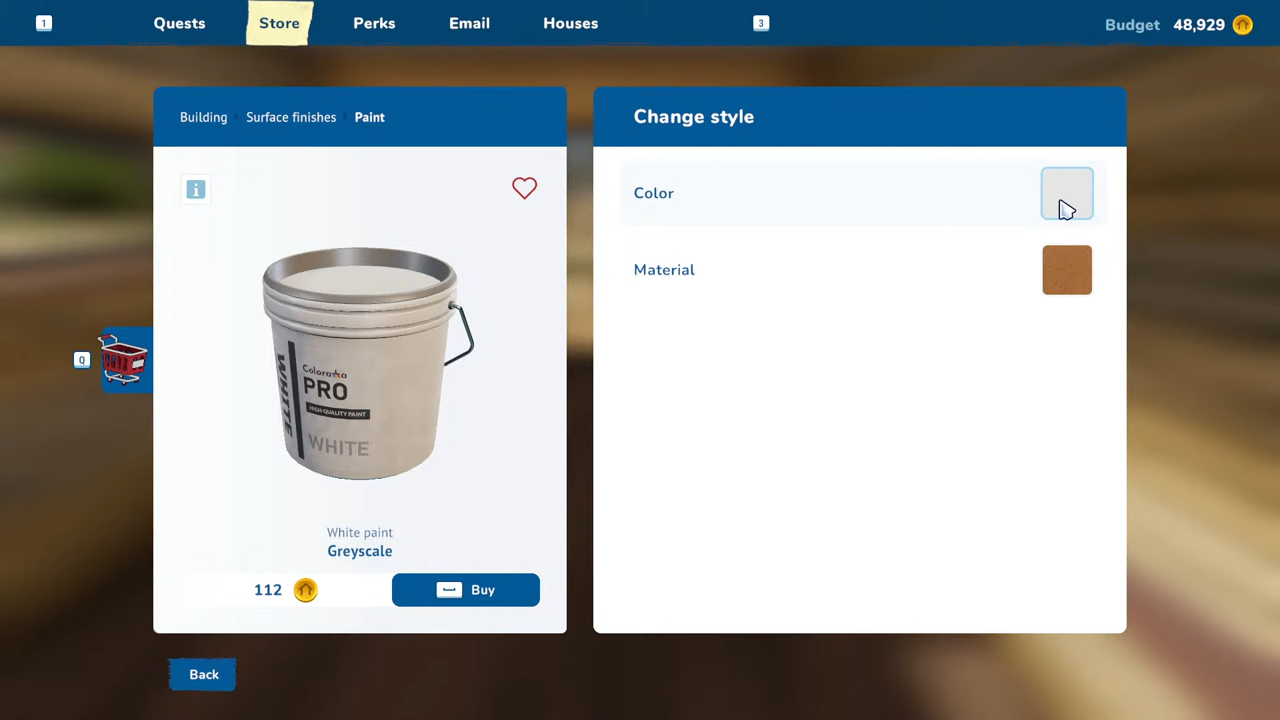 1 Quests Store Perks Email Houses 3 Budget 48,929
Building Surface finishes Paint
Change style
i
Color
Material
Q
WHITE
Colorama
PRO
HIGH QUALITY PAINT
WHITE
White paint
Greyscale
112 Buy
Back